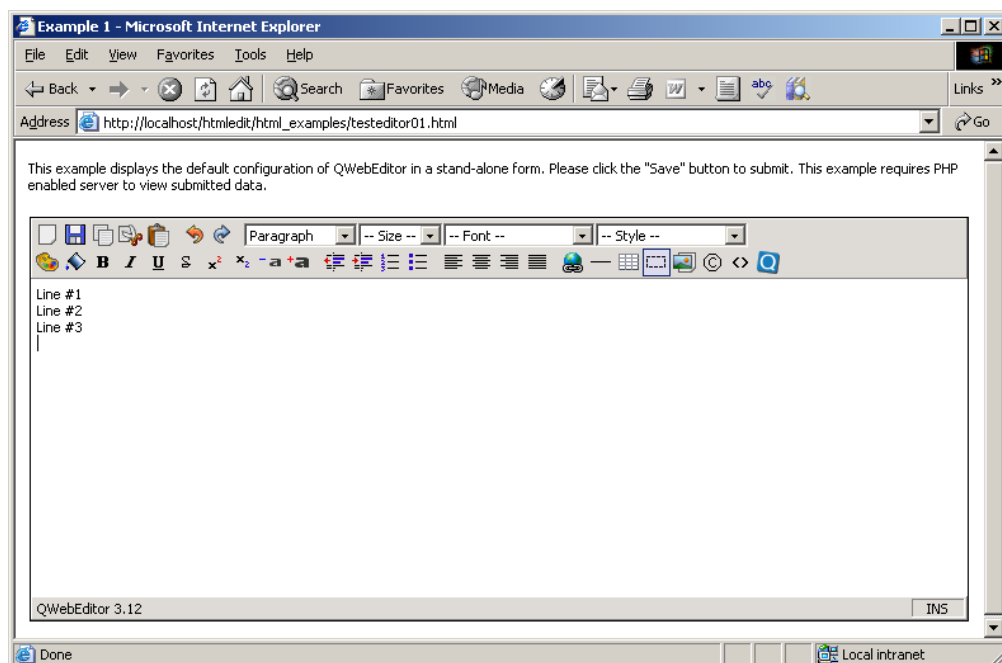 Example 1 - Microsoft Internet Explorer
File Edit View Favorites Tools Help
Back Search Favorites Media W abc Links »
Address http://localhost/htmledit/html_examples/testeditor01.html Go
This example displays the default configuration of QWebEditor in a stand-alone form. Please click the "Save" button to submit. This example requires PHP
enabled server to view submitted data.
Paragraph -- Size -- -- Font -- -- Style --
B I U S x² x₂ -a +a © <> Q
Line #1
Line #2
Line #3
QWebEditor 3.12 INS
Done Local intranet